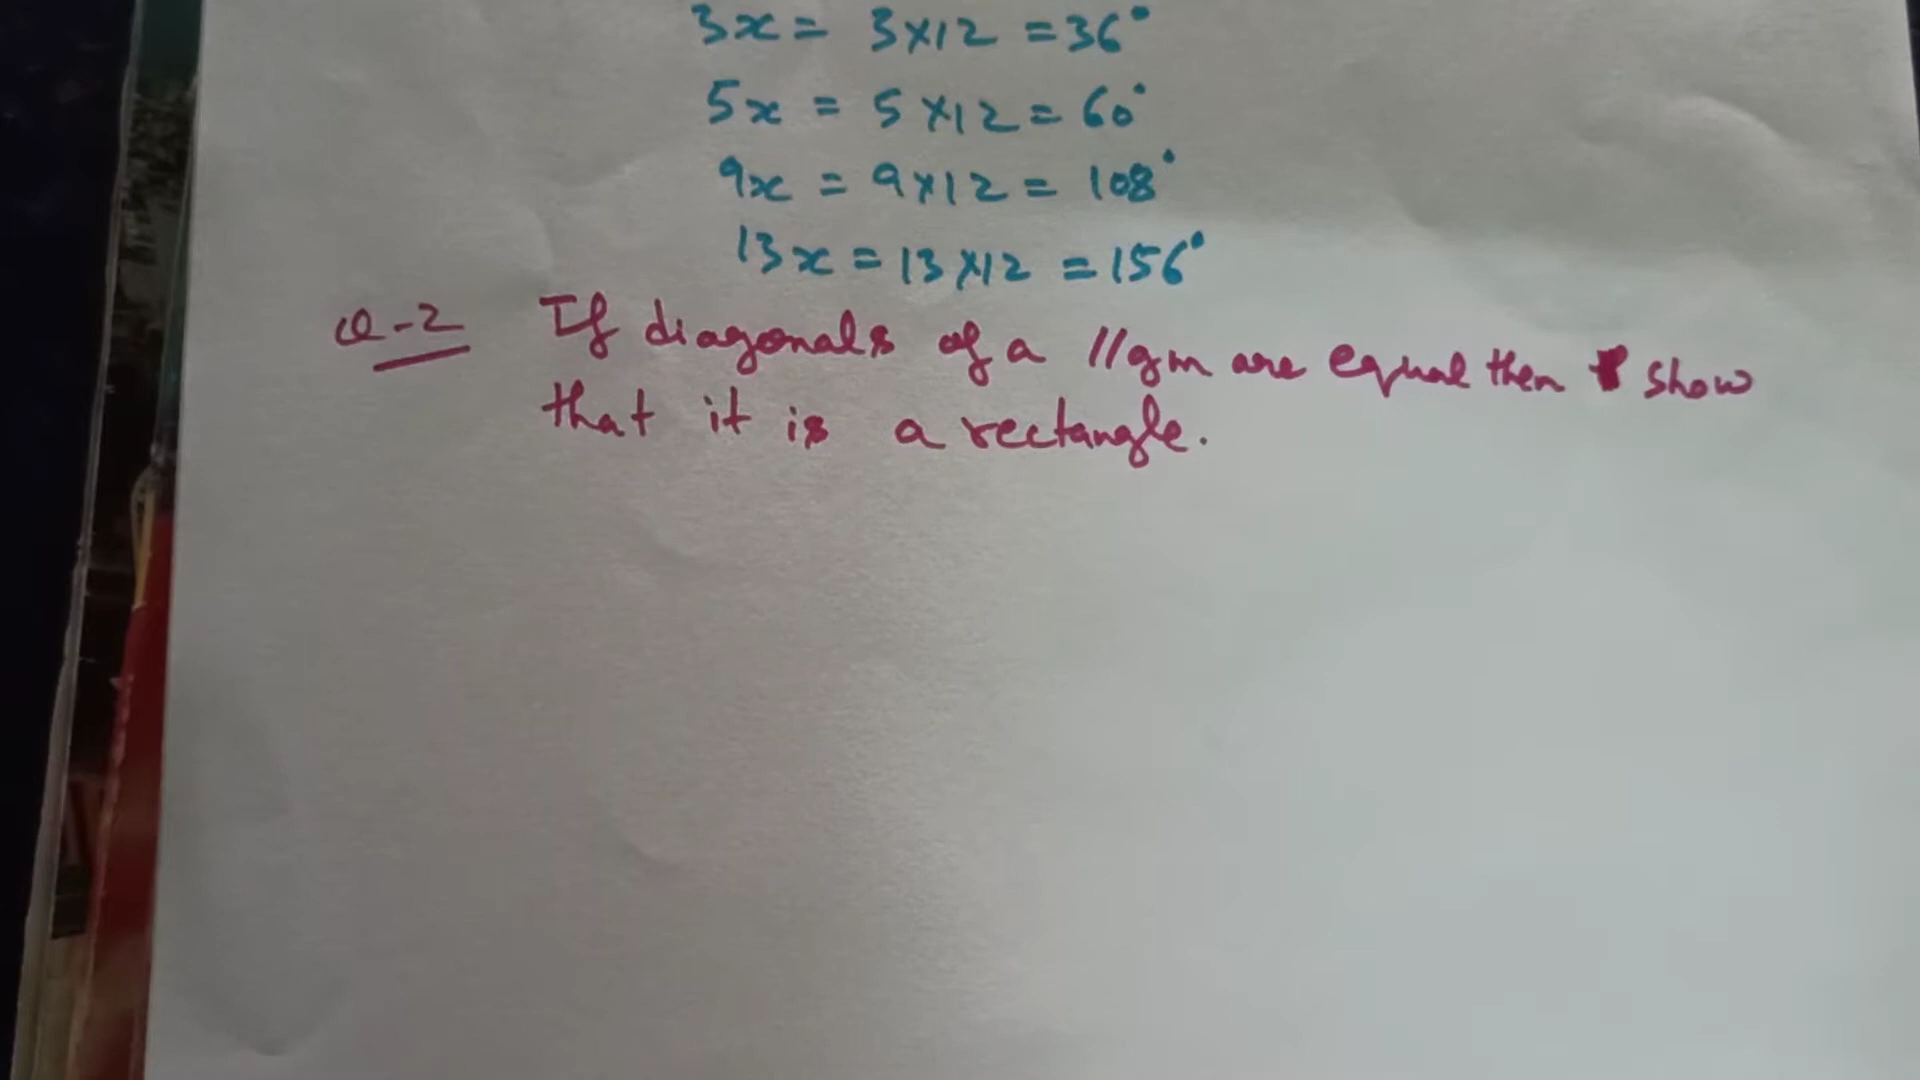 3x = 3×12 = 36°
5x = 5×12 = 60°
9x = 9×12 = 108°
13x = 13×12 = 156°
Q-2 If diagonals of a //gm are equal then show
that it is a rectangle.